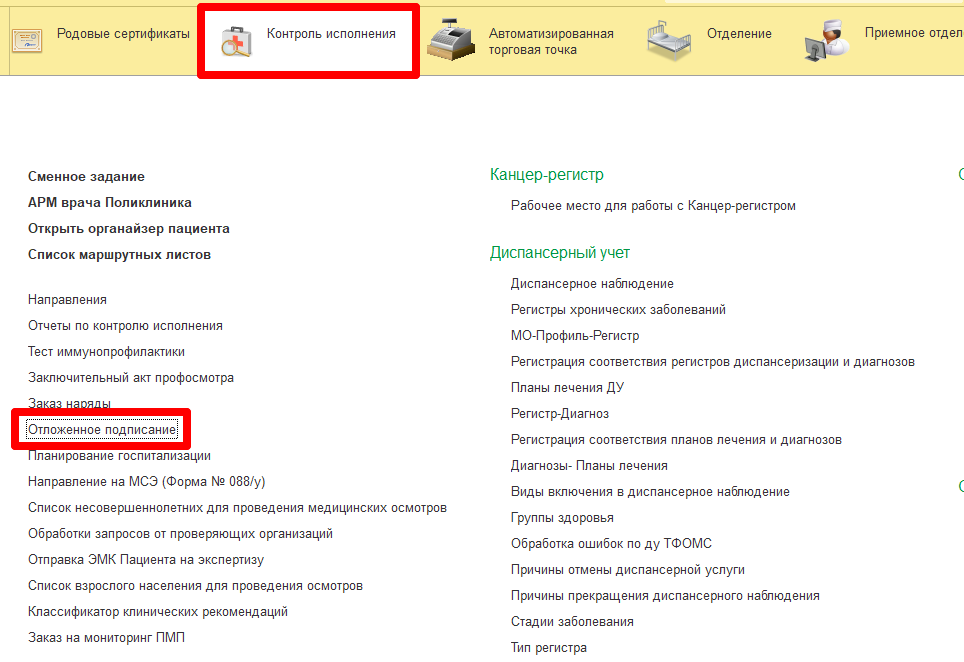 Родовые сертификаты
Контроль исполнения
Автоматизированная
торговая точка
Отделение
Приемное отдел
Сменное задание
АРМ врача Поликлиника
Открыть органайзер пациента
Список маршрутных листов
Направления
Отчеты по контролю исполнения
Тест иммунопрофилактики
Заключительный акт профосмотра
Заказ наряды
Отложенное подписание
Планирование госпитализации
Направление на МСЭ (Форма № 088/у)
Список несовершеннолетних для проведения медицинских осмотров
Обработки запросов от проверяющих организаций
Отправка ЭМК Пациента на экспертизу
Список взрослого населения для проведения осмотров
Классификатор клинических рекомендаций
Заказ на мониторинг ПМП
Канцер-регистр
Рабочее место для работы с Канцер-регистром
Диспансерный учет
Диспансерное наблюдение
Регистры хронических заболеваний
МО-Профиль-Регистр
Регистрация соответствия регистров диспансеризации и диагнозов
Планы лечения ДУ
Регистр-Диагноз
Регистрация соответствия планов лечения и диагнозов
Диагнозы- Планы лечения
Виды включения в диспансерное наблюдение
Группы здоровья
Обработка ошибок по ду ТФОМС
Причины отмены диспансерной услуги
Причины прекращения диспансерного наблюдения
Стадии заболевания
Тип регистра